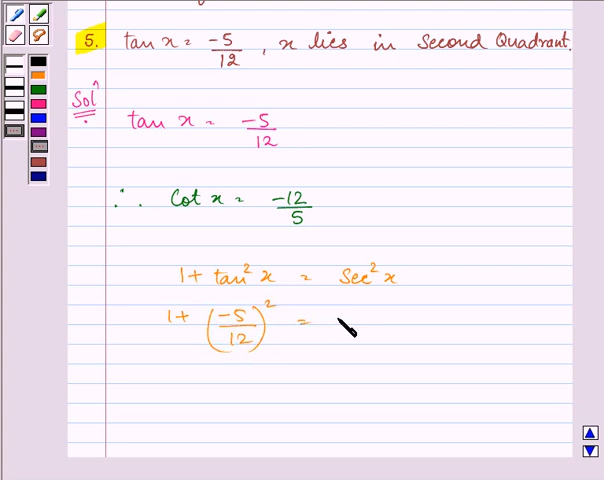 5. tan x = -5/12, x lies in Second Quadrant.
Solⁿ
tan x = -5/12
∴ Cot x = -12/5
1 + tan² x = Sec² x
1 + (-5/12)² =